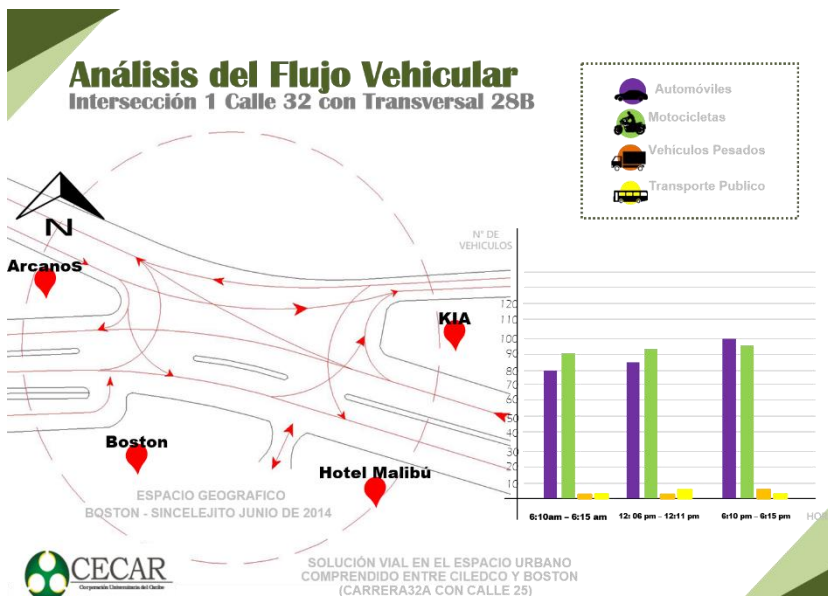 Análisis del Flujo Vehicular
Intersección 1 Calle 32 con Transversal 28B
Automóviles
Motocicletas
Vehiculos Pesados
Transporte Publico
N
Arcanos
KIA
Boston
Hotel Malibú
ESPACIO GEOGRAFICO
BOSTON - SINCELEJITO JUNIO DE 2014
N° DE
VEHICULOS
120
110
100
90
80
70
60
50
40
30
20
10
6:10am – 6:15 am
12: 06 pm – 12:11 pm
6:10 pm – 6:15 pm
CECAR
Corporación Universitaria del Caribe
SOLUCIÓN VIAL EN EL ESPACIO URBANO
COMPRENDIDO ENTRE CILEDCO Y BOSTON
(CARRERA32A CON CALLE 25)